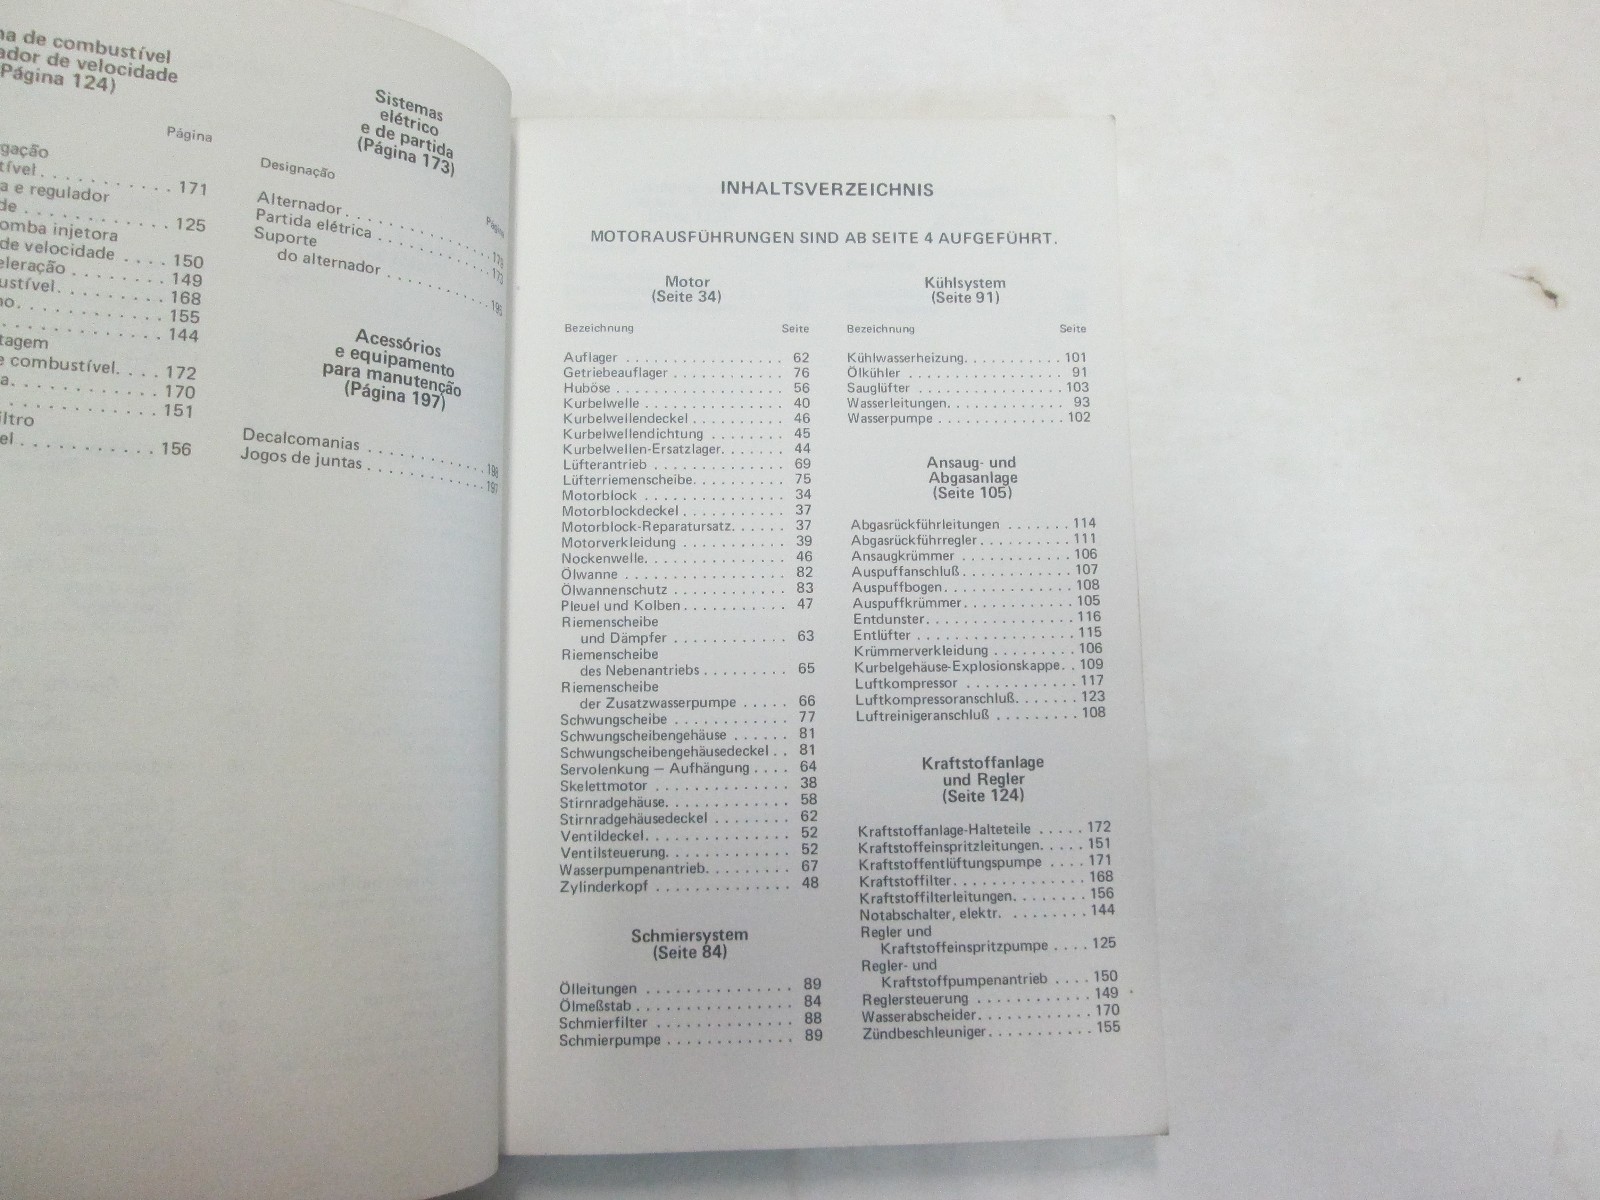 de combustível
de velocidade
Página 124)
Página
tível. . . . . . . . . . . . 171
a e regulador
. . . . . . . . . . . . 125
injetora
de velocidade . . . . 150
. . . . . . . 149
. . . . . . . . . 168
. . . . . . . . . . . 155
. . . . . . . . . . . . 144
combustível. . . . 172
. . . . . . . . . . . 170
. . . . . . . . . . . . 151
. . . . . . . . . . . 156
Sistemas
elétrico
e de partida
(Página 173)
Designação
Página
Alternador . . . . . . . . . . . . 179
Partida elétrica . . . . . . . . . . 173
Suporte
do alternador . . . . . . . . . . 195
Acessórios
e equipamento
para manutenção
(Página 197)
Decalcomanias . . . . . . . . . . . 198
Jogos de juntas . . . . . . . . . . . 197
INHALTSVERZEICHNIS
MOTORAUSFÜHRUNGEN SIND AB SEITE 4 AUFGEFÜHRT.
Motor
(Seite 34)
Bezeichnung Seite
Auflager . . . . . . . . . . . . . . . . . 62
Getriebeauflager . . . . . . . . . . . . 76
Huböse . . . . . . . . . . . . . . . . . . 56
Kurbelwelle . . . . . . . . . . . . . . . 40
Kurbelwellendeckel . . . . . . . . . . 46
Kurbelwellendichtung . . . . . . . . 45
Kurbelwellen-Ersatzlager. . . . . . . 44
Lüfterantrieb . . . . . . . . . . . . . . 69
Lüfterriemenscheibe. . . . . . . . . . 75
Motorblock . . . . . . . . . . . . . . . 34
Motorblockdeckel . . . . . . . . . . . 37
Motorblock-Reparatursatz. . . . . . 37
Motorverkleidung . . . . . . . . . . . 39
Nockenwelle. . . . . . . . . . . . . . . 46
Ölwanne . . . . . . . . . . . . . . . . . 82
Ölwannenschutz . . . . . . . . . . . . 83
Pleuel und Kolben . . . . . . . . . . . 47
Riemenscheibe
und Dämpfer . . . . . . . . . . . . 63
Riemenscheibe
des Nebenantriebs . . . . . . . . . 65
Riemenscheibe
der Zusatzwasserpumpe . . . . . 66
Schwungscheibe . . . . . . . . . . . . 77
Schwungscheibengehäuse . . . . . . 81
Schwungscheibengehäusedeckel . . 81
Servolenkung — Aufhängung . . . . 64
Skelettmotor . . . . . . . . . . . . . . 38
Stirnradgehäuse. . . . . . . . . . . . . 58
Stirnradgehäusedeckel . . . . . . . . 62
Ventildeckel. . . . . . . . . . . . . . . 52
Ventilsteuerung. . . . . . . . . . . . . 52
Wasserpumpenantrieb. . . . . . . . . 67
Zylinderkopf . . . . . . . . . . . . . . 48
Schmiersystem
(Seite 84)
Ölleitungen . . . . . . . . . . . . . . . 89
Ölmeßstab . . . . . . . . . . . . . . . . 84
Schmierfilter . . . . . . . . . . . . . . 88
Schmierpumpe . . . . . . . . . . . . . 89
Kühlsystem
(Seite 91)
Bezeichnung Seite
Kühlwasserheizung. . . . . . . . . . . 101
Ölkühler . . . . . . . . . . . . . . . . . 91
Sauglüfter . . . . . . . . . . . . . . . . 103
Wasserleitungen. . . . . . . . . . . . . 93
Wasserpumpe . . . . . . . . . . . . . . 102
Ansaug- und
Abgasanlage
(Seite 105)
Abgasrückführleitungen . . . . . . . 114
Abgasrückführregler . . . . . . . . . . 111
Ansaugkrümmer . . . . . . . . . . . . 106
Auspuffanschluß . . . . . . . . . . . . 107
Auspuffbogen. . . . . . . . . . . . . . 108
Auspuffkrümmer . . . . . . . . . . . . 105
Entdunster. . . . . . . . . . . . . . . . 116
Entlüfter . . . . . . . . . . . . . . . . . 115
Krümmerverkleidung . . . . . . . . . 106
Kurbelgehäuse-Explosionskappe. . 109
Luftkompressor . . . . . . . . . . . . 117
Luftkompressoranschluß. . . . . . . 123
Luftreinigeranschluß . . . . . . . . . 108
Kraftstoffanlage
und Regler
(Seite 124)
Kraftstoffanlage-Halteteile . . . . . 172
Kraftstoffeinspritzleitungen. . . . . 151
Kraftstoffentlüftungspumpe . . . . 171
Kraftstoffilter. . . . . . . . . . . . . . 168
Kraftstoffilterleitungen. . . . . . . . 156
Notabschalter, elektr. . . . . . . . . 144
Regler und
Kraftstoffeinspritzpumpe . . . . 125
Regler- und
Kraftstoffpumpenantrieb . . . . 150
Reglersteuerung . . . . . . . . . . . . 149
Wasserabscheider. . . . . . . . . . . . 170
Zündbeschleuniger . . . . . . . . . . . 155